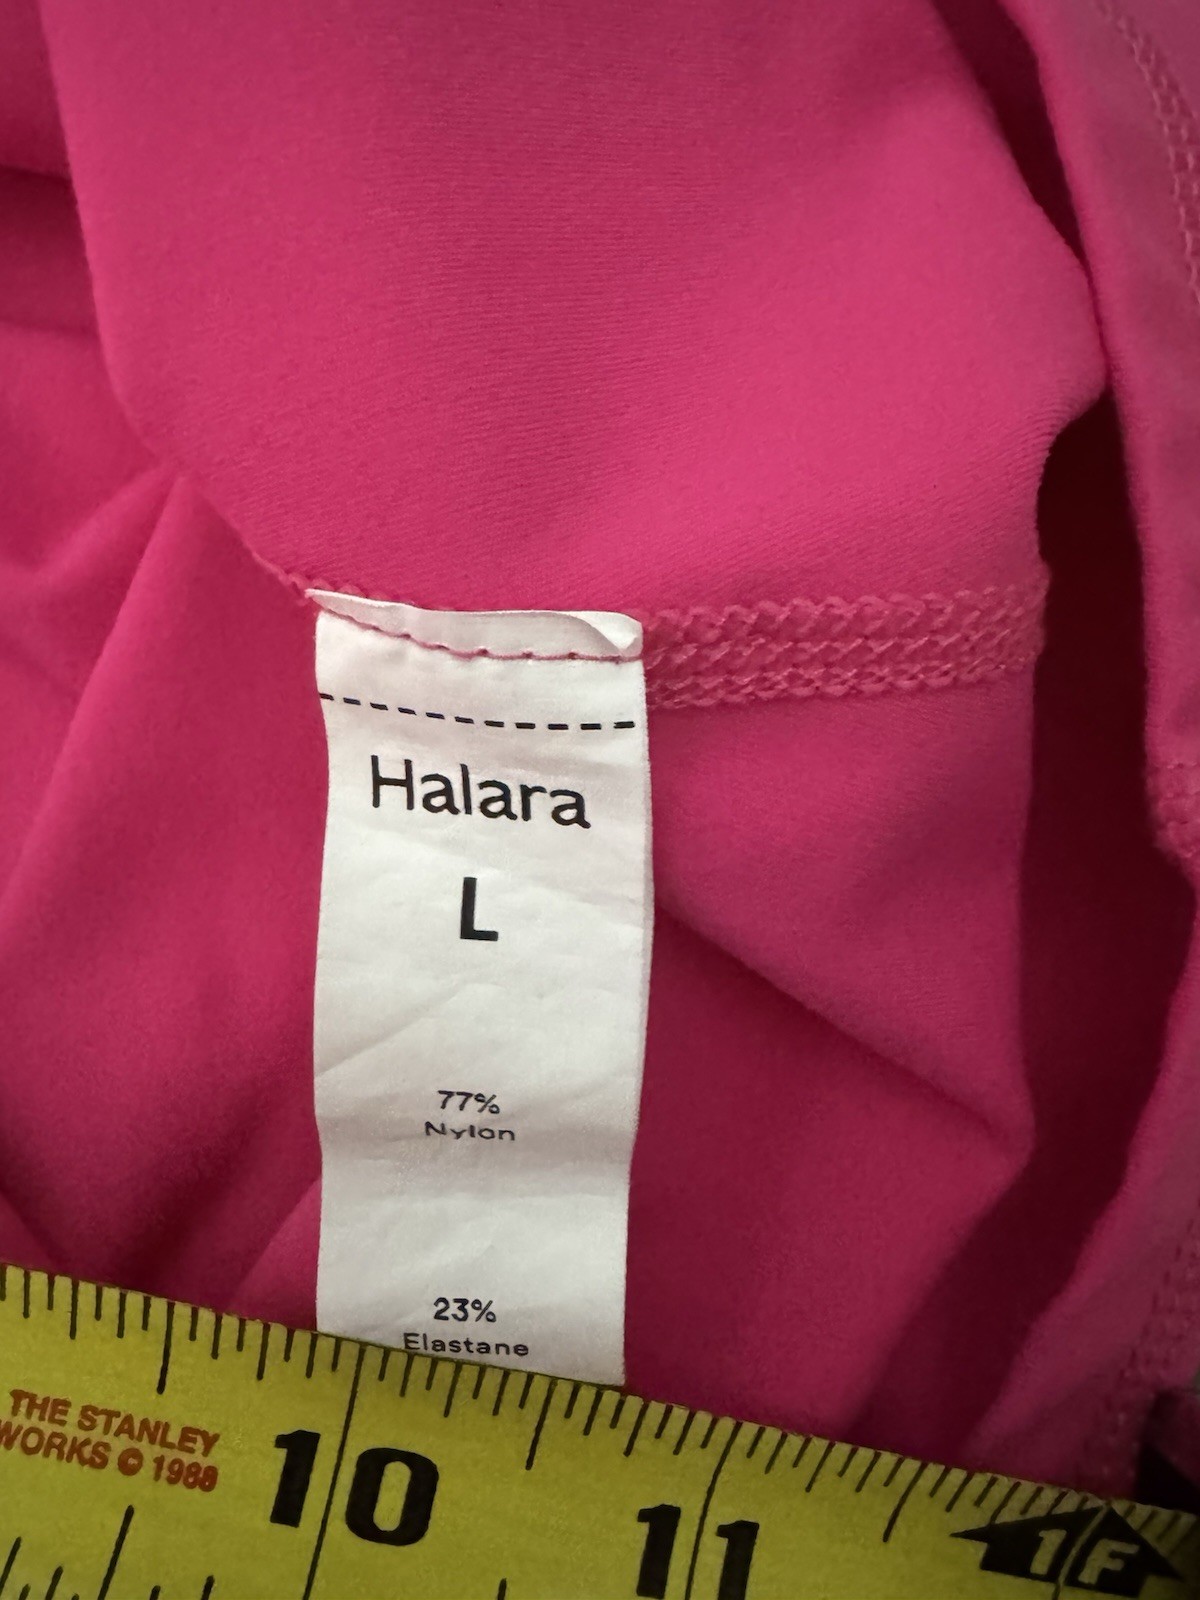 Halara
L
77%
Nylon
23%
Elastane
THE STANLEY
WORKS © 1988
10
11
1F